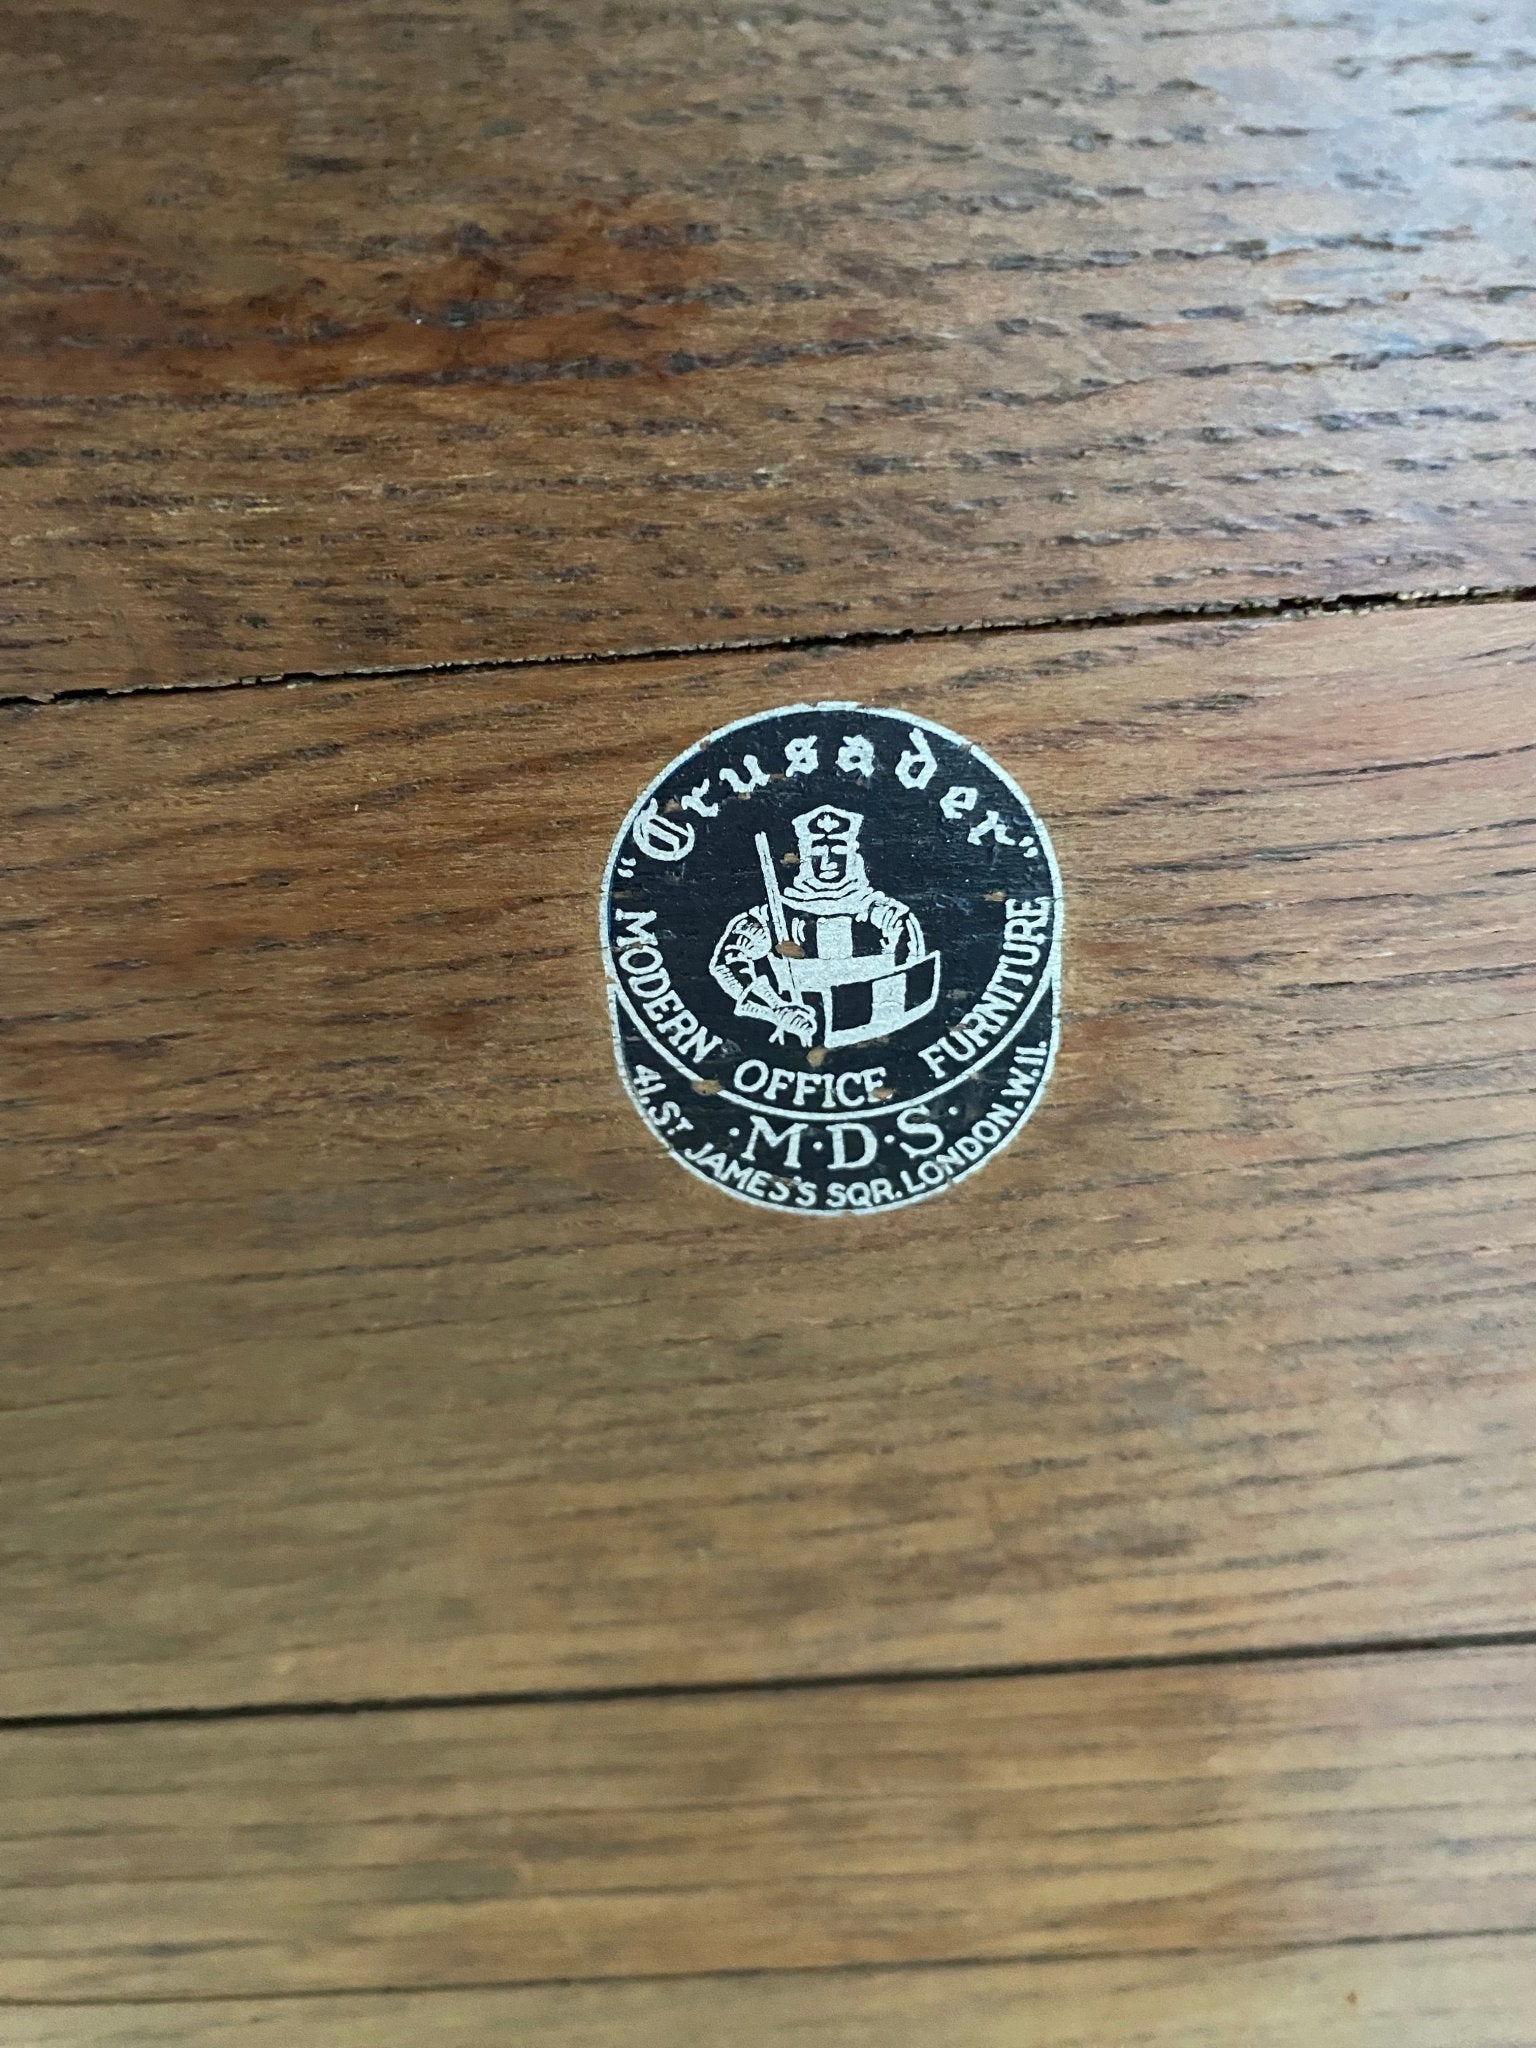 "Crusader"
MODERN OFFICE FURNITURE
·M·D·S·
41, ST JAMES'S SQR. LONDON. W.11.